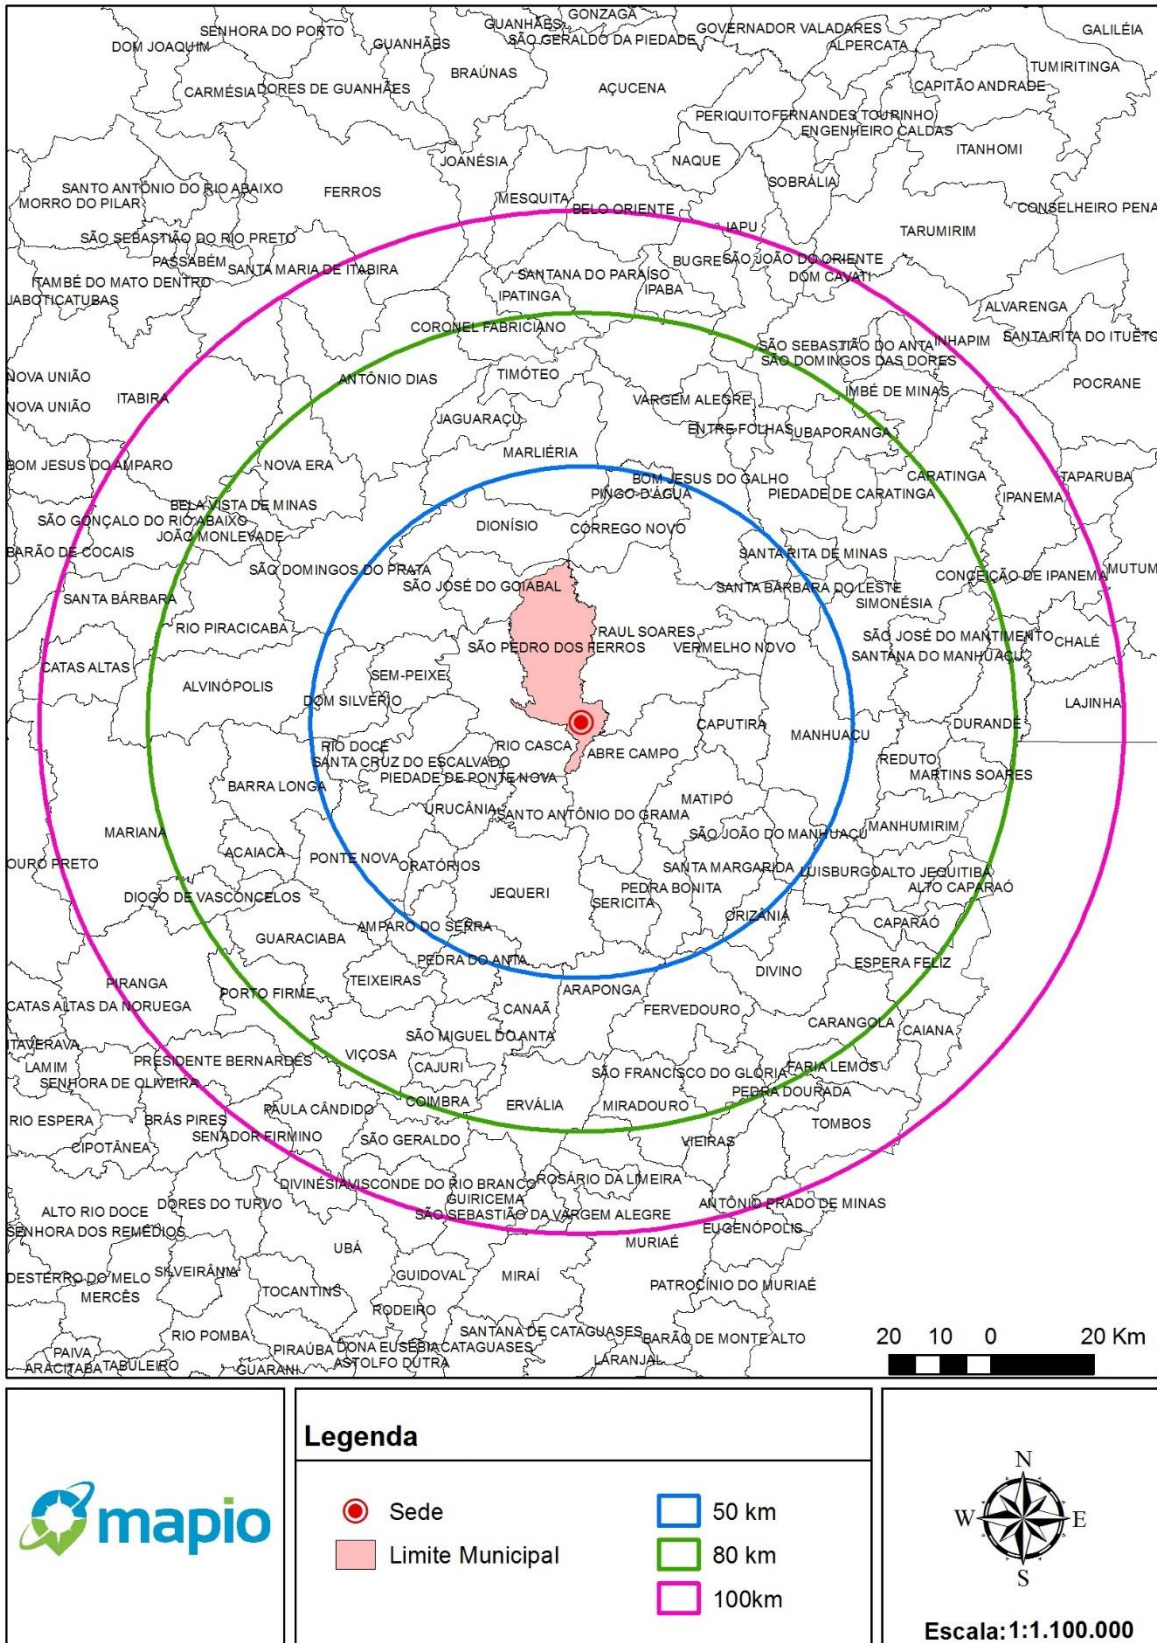 GONZAGA
GUANHÃES
SENHORA DO PORTO
GOVERNADOR VALADARES
GALILÉIA
DOM JOAQUIM
GUANHÃES
SÃO GERALDO DA PIEDADE
ALPERCATA
TUMIRITINGA
BRAÚNAS
CARMÉSIA
DORES DE GUANHÃES
AÇUCENA
CAPITÃO ANDRADE
PERIQUITO
FERNANDES TOURINHO
ENGENHEIRO CALDAS
ITANHOMI
JOANÉSIA
NAQUE
SANTO ANTÔNIO DO RIO ABAIXO
FERROS
SOBRÁLIA
MORRO DO PILAR
MESQUITA
BELO ORIENTE
CONSELHEIRO PENA
IAPU
TARUMIRIM
SÃO SEBASTIÃO DO RIO PRETO
PASSABÉM
SANTA MARIA DE ITABIRA
BUGRE
SÃO JOÃO DO ORIENTE
ITAMBÉ DO MATO DENTRO
SANTANA DO PARAÍSO
DOM CAVATI
JABOTICATUBAS
IPATINGA
IPABA
ALVARENGA
CORONEL FABRICIANO
SÃO SEBASTIÃO DO ANTA
INHAPIM
SANTA RITA DO ITUETO
SÃO DOMINGOS DAS DORES
NOVA UNIÃO
ANTÔNIO DIAS
TIMÓTEO
POCRANE
NOVA UNIÃO
ITABIRA
VARGEM ALEGRE
IMBÉ DE MINAS
JAGUARAÇU
ENTRE-FOLHAS
UBAPORANGA
MARLIÉRIA
BOM JESUS DO AMPARO
NOVA ERA
BOM JESUS DO GALHO
CARATINGA
TAPARUBA
PINGO-D'ÁGUA
PIEDADE DE CARATINGA
IPANEMA
BELA VISTA DE MINAS
SÃO GONÇALO DO RIO ABAIXO
DIONÍSIO
CÓRREGO NOVO
JOÃO MONLEVADE
BARÃO DE COCAIS
SANTA RITA DE MINAS
SÃO DOMINGOS DO PRATA
SÃO JOSÉ DO GOIABAL
SANTA BÁRBARA DO LESTE
CONCEIÇÃO DE IPANEMA
MUTUM
SANTA BÁRBARA
SIMONÉSIA
RIO PIRACICABA
RAUL SOARES
SÃO JOSÉ DO MANTIMENTO
CHALÉ
SÃO PEDRO DOS FERROS
VERMELHO NOVO
SANTANA DO MANHUAÇU
CATAS ALTAS
SEM-PEIXE
ALVINÓPOLIS
DOM SILVÉRIO
LAJINHA
CAPUTIRA
DURANDÉ
MANHUAÇU
RIO DOCE
RIO CASCA
ABRE CAMPO
SANTA CRUZ DO ESCALVADO
REDUTO
PIEDADE DE PONTE NOVA
MARTINS SOARES
BARRA LONGA
MATIPÓ
URUCÂNIA
SANTO ANTÔNIO DO GRAMA
MARIANA
SÃO JOÃO DO MANHUAÇU
MANHUMIRIM
ACAIACA
PONTE NOVA
ORATÓRIOS
OURO PRETO
SANTA MARGARIDA
LUISBURGO
ALTO JEQUITIBÁ
DIOGO DE VASCONCELOS
JEQUERI
PEDRA BONITA
ALTO CAPARAÓ
SERICITA
ORIZÂNIA
AMPARO DO SERRA
CAPARAÓ
GUARACIABA
PEDRA DO ANTA
ESPERA FELIZ
DIVINO
PIRANGA
TEIXEIRAS
PORTO FIRME
ARAPONGA
CATAS ALTAS DA NORUEGA
CANAÃ
FERVEDOURO
CARANGOLA
CAIANA
SÃO MIGUEL DO ANTA
ITAVERAVA
PRESIDENTE BERNARDES
VIÇOSA
LAMIM
CAJURI
FARIA LEMOS
SÃO FRANCISCO DO GLÓRIA
SENHORA DE OLIVEIRA
PEDRA DOURADA
COIMBRA
ERVÁLIA
MIRADOURO
PAULA CÂNDIDO
RIO ESPERA
BRÁS PIRES
TOMBOS
SENADOR FIRMINO
SÃO GERALDO
VIEIRAS
CIPOTÂNEA
DIVINÉSIA
VISCONDE DO RIO BRANCO
ROSÁRIO DA LIMEIRA
GUIRICEMA
DORES DO TURVO
ANTÔNIO PRADO DE MINAS
ALTO RIO DOCE
SÃO SEBASTIÃO DA VARGEM ALEGRE
EUGENÓPOLIS
SENHORA DOS REMÉDIOS
UBÁ
MURIAÉ
DESTERRO DO MELO
SILVEIRÂNIA
GUIDOVAL
MIRAÍ
MERCÊS
TOCANTINS
PATROCÍNIO DO MURIAÉ
RODEIRO
RIO POMBA
SANTANA DE CATAGUASES
BARÃO DE MONTE ALTO
PIRAÚBA
DONA EUSÉBIA
CATAGUASES
PAIVA
ARACITABA
TABULEIRO
GUARANI
ASTOLFO DUTRA
LARANJAL
20 10 0 20 Km
mapio
Legenda
Sede
Limite Municipal
50 km
80 km
100km
N
W E
S
Escala:1:1.100.000